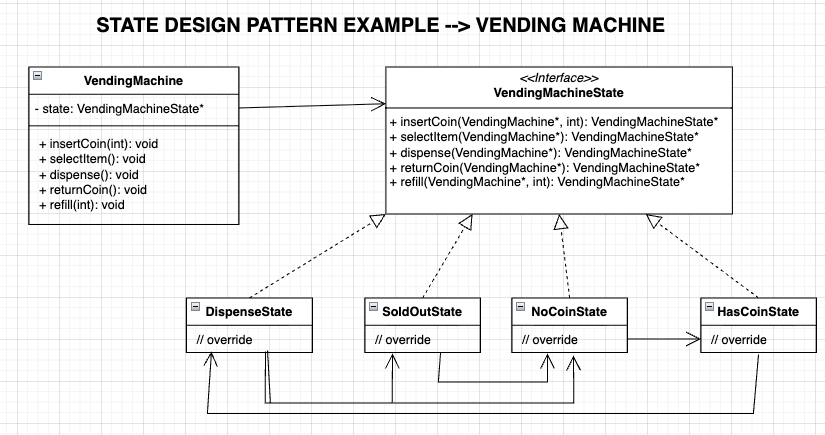 STATE DESIGN PATTERN EXAMPLE --> VENDING MACHINE
VendingMachine
- state: VendingMachineState*
+ insertCoin(int): void
+ selectItem(): void
+ dispense(): void
+ returnCoin(): void
+ refill(int): void
<<Interface>>
VendingMachineState
+ insertCoin(VendingMachine*, int): VendingMachineState*
+ selectItem(VendingMachine*): VendingMachineState*
+ dispense(VendingMachine*): VendingMachineState*
+ returnCoin(VendingMachine*): VendingMachineState*
+ refill(VendingMachine*, int): VendingMachineState*
DispenseState
// override
SoldOutState
// override
NoCoinState
// override
HasCoinState
// override